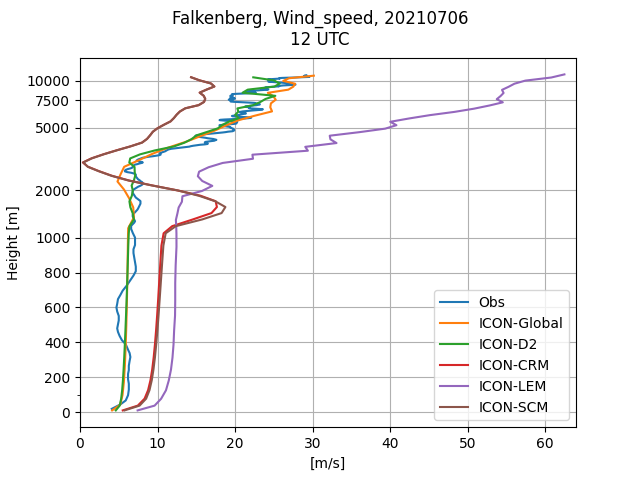 Falkenberg, Wind_speed, 20210706
12 UTC
10000
7500
5000
2000
1000
800
600
400
200
0
Height [m]
Obs
ICON-Global
ICON-D2
ICON-CRM
ICON-LEM
ICON-SCM
0 10 20 30 40 50 60
[m/s]